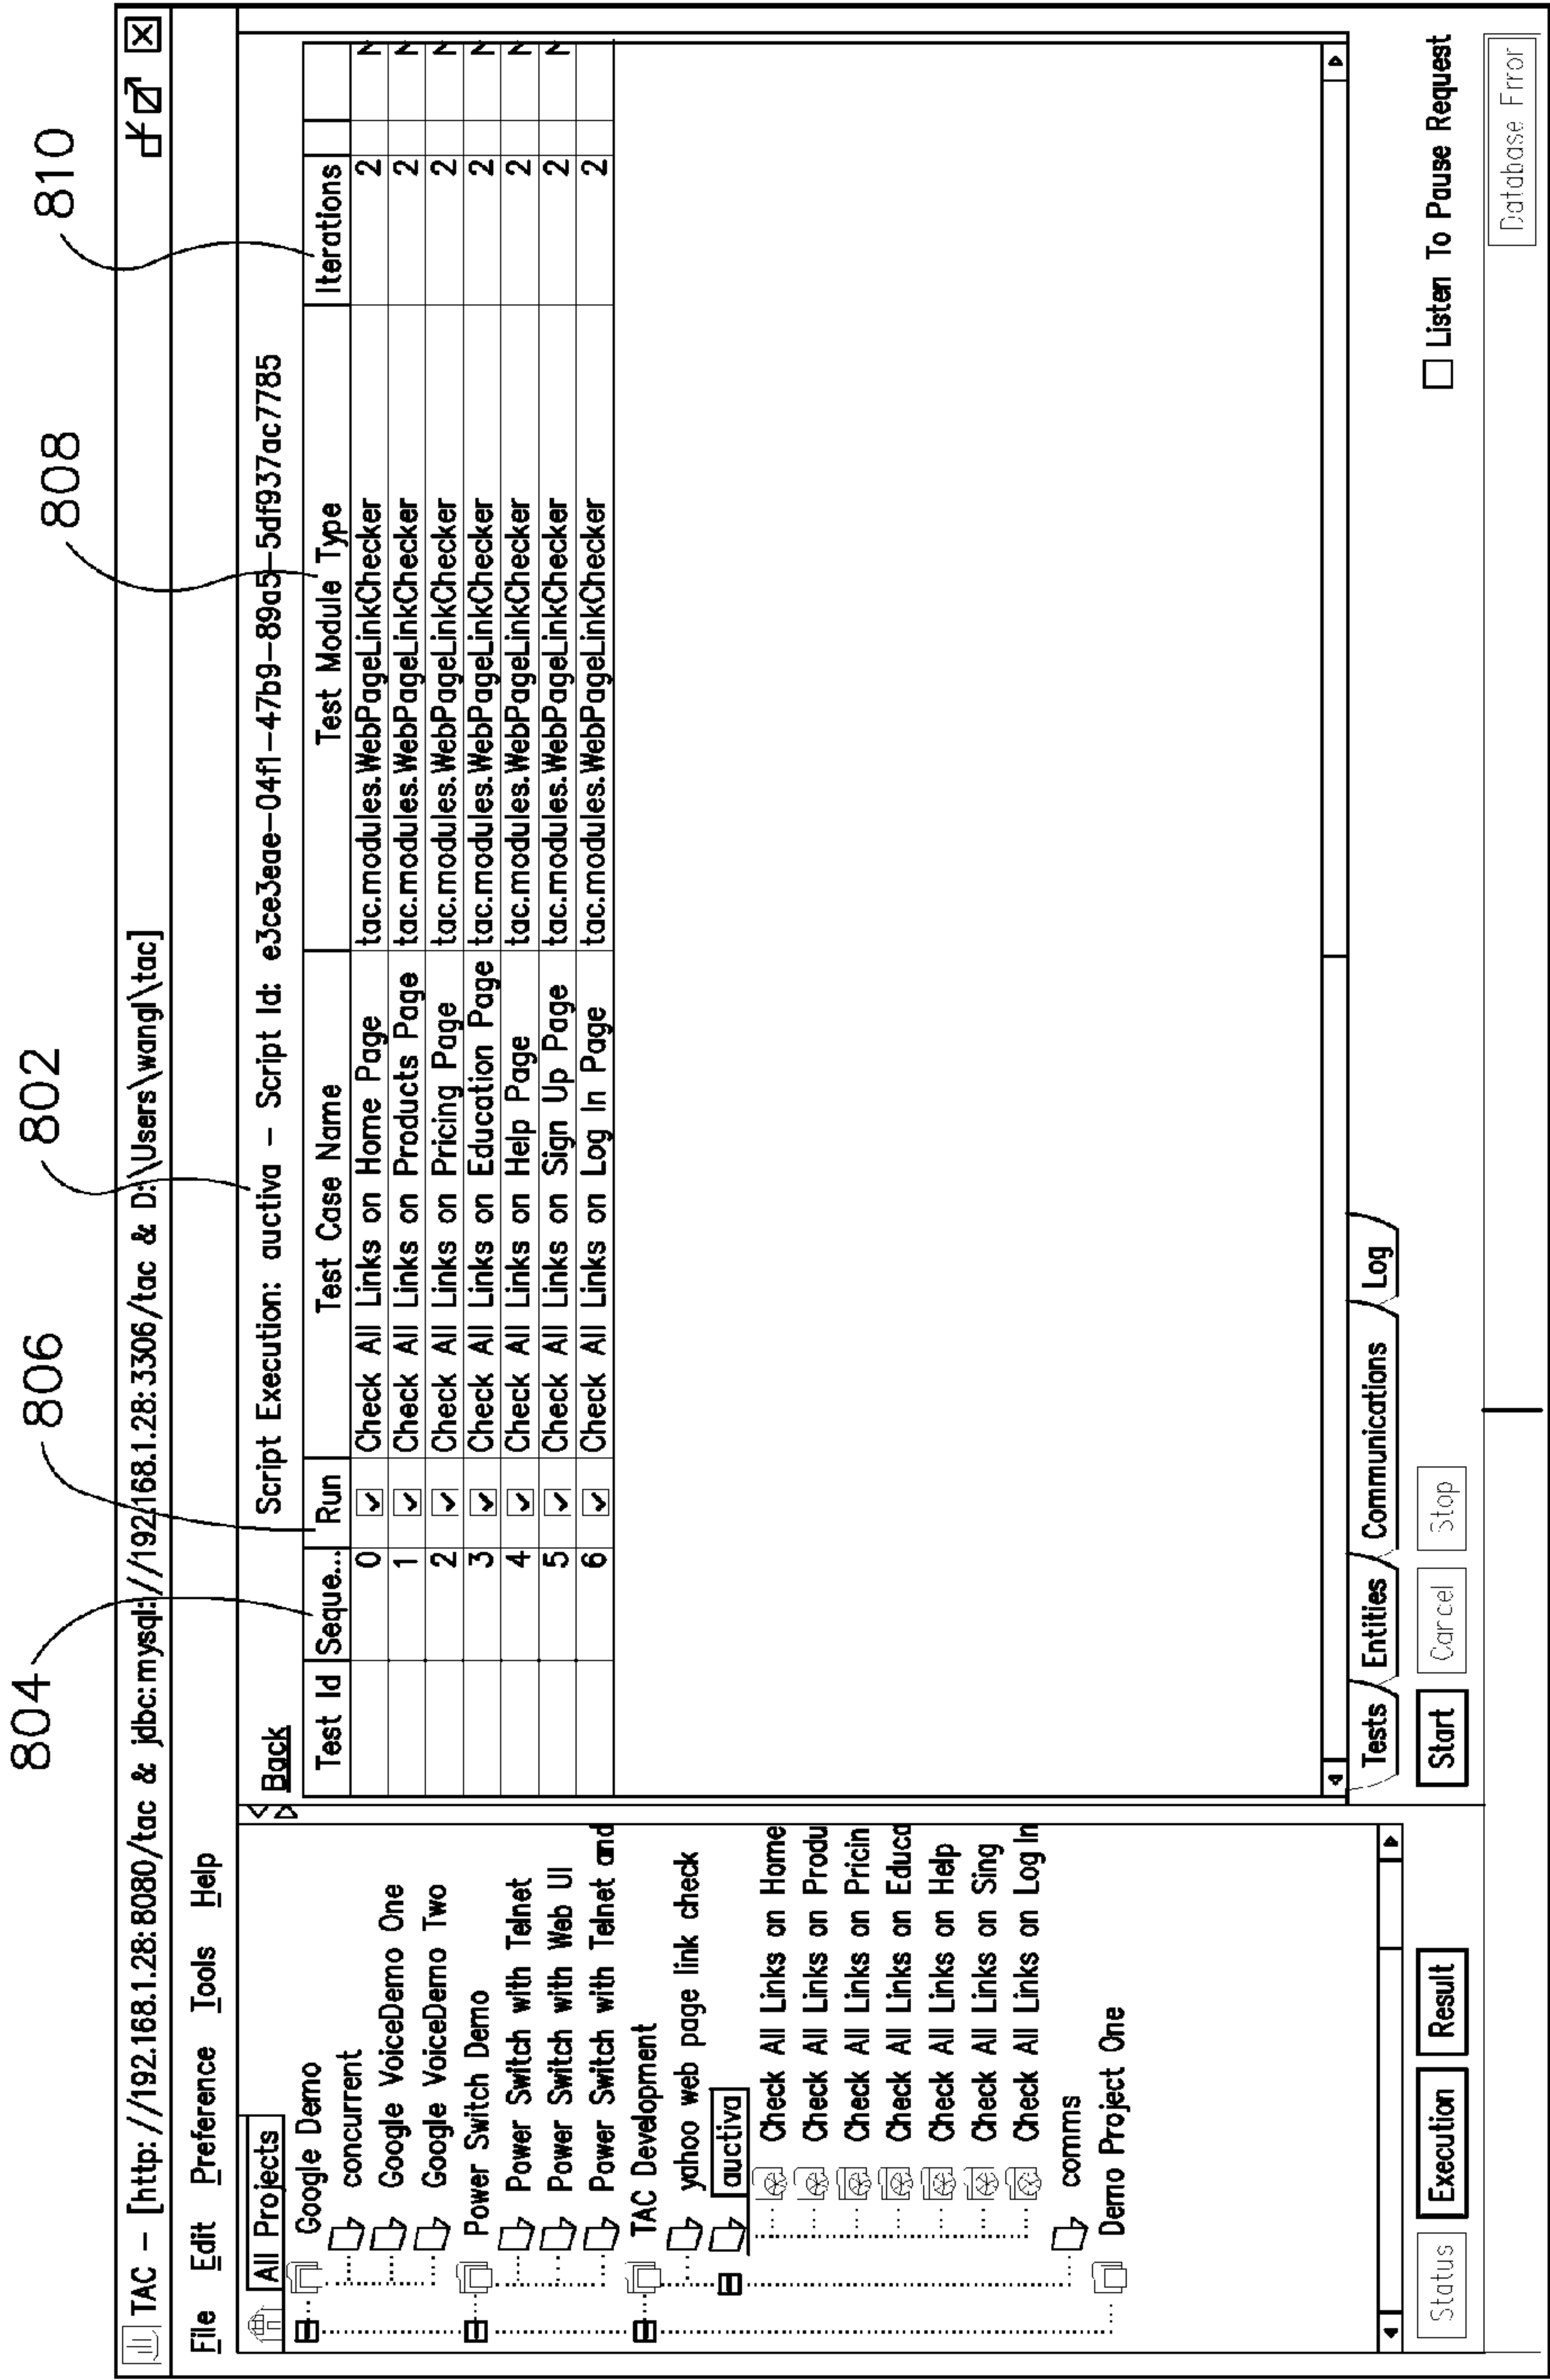 804
806
802
808
810
TAC - [http://192.168.1.28:8080/tac & jdbc:mysql://192.168.1.28:3306/tac & D:\Users\wangl\tac]
File Edit Preference Tools Help
All Projects
Google Demo
concurrent
Google VoiceDemo One
Google VoiceDemo Two
Power Switch Demo
Power Switch with Telnet
Power Switch with Web UI
Power Switch with Telnet and
TAC Development
yahoo web page link check
auctiva
Check All Links on Home
Check All Links on Produ
Check All Links on Pricin
Check All Links on Educa
Check All Links on Help
Check All Links on Sing
Check All Links on Log In
comms
Demo Project One
Status Execution Result
Back
Script Execution: auctiva - Script Id: e3ce3eae-04f1-47b9-89a5-5df937ac7785
Test Id Seque... Run Test Case Name Test Module Type Iterations
0 Check All Links on Home Page tac.modules.WebPageLinkChecker 2 N
1 Check All Links on Products Page tac.modules.WebPageLinkChecker 2 N
2 Check All Links on Pricing Page tac.modules.WebPageLinkChecker 2 N
3 Check All Links on Education Page tac.modules.WebPageLinkChecker 2 N
4 Check All Links on Help Page tac.modules.WebPageLinkChecker 2 N
5 Check All Links on Sign Up Page tac.modules.WebPageLinkChecker 2 N
6 Check All Links on Log In Page tac.modules.WebPageLinkChecker 2
Tests Entities Communications Log
Start Cancel Stop Listen To Pause Request
Database Error